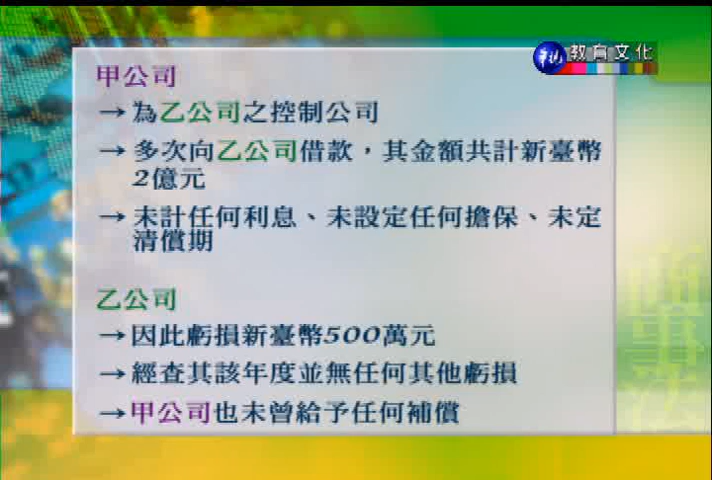 教育文化
甲公司
→為乙公司之控制公司
→多次向乙公司借款，其金額共計新臺幣
2億元
→未計任何利息、未設定任何擔保、未定
清償期
乙公司
→因此虧損新臺幣500萬元
→經查其該年度並無任何其他虧損
→甲公司也未曾給予任何補償